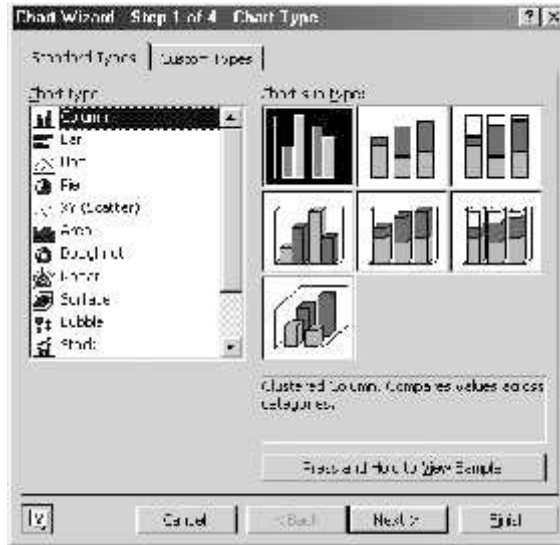 Chart Wizard - Step 1 of 4 - Chart Type
Standard Types
Custom Types
Chart type:
Chart sub-type:
Column
Bar
Line
Pie
XY (Scatter)
Area
Doughnut
Radar
Surface
Bubble
Stock
Clustered Column. Compares values across
categories.
Press and Hold to View Sample
Cancel
< Back
Next >
Finish